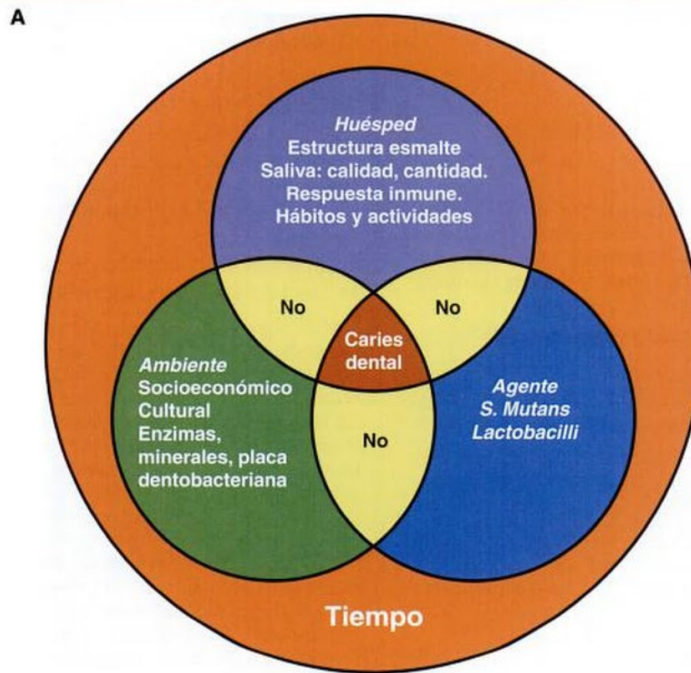 A
Huésped
Estructura esmalte
Saliva: calidad, cantidad.
Respuesta inmune.
Hábitos y actividades
No
No
Caries
dental
Ambiente
Socioeconómico
Cultural
Enzimas,
minerales, placa
dentobacteriana
Agente
S. Mutans
Lactobacilli
No
Tiempo